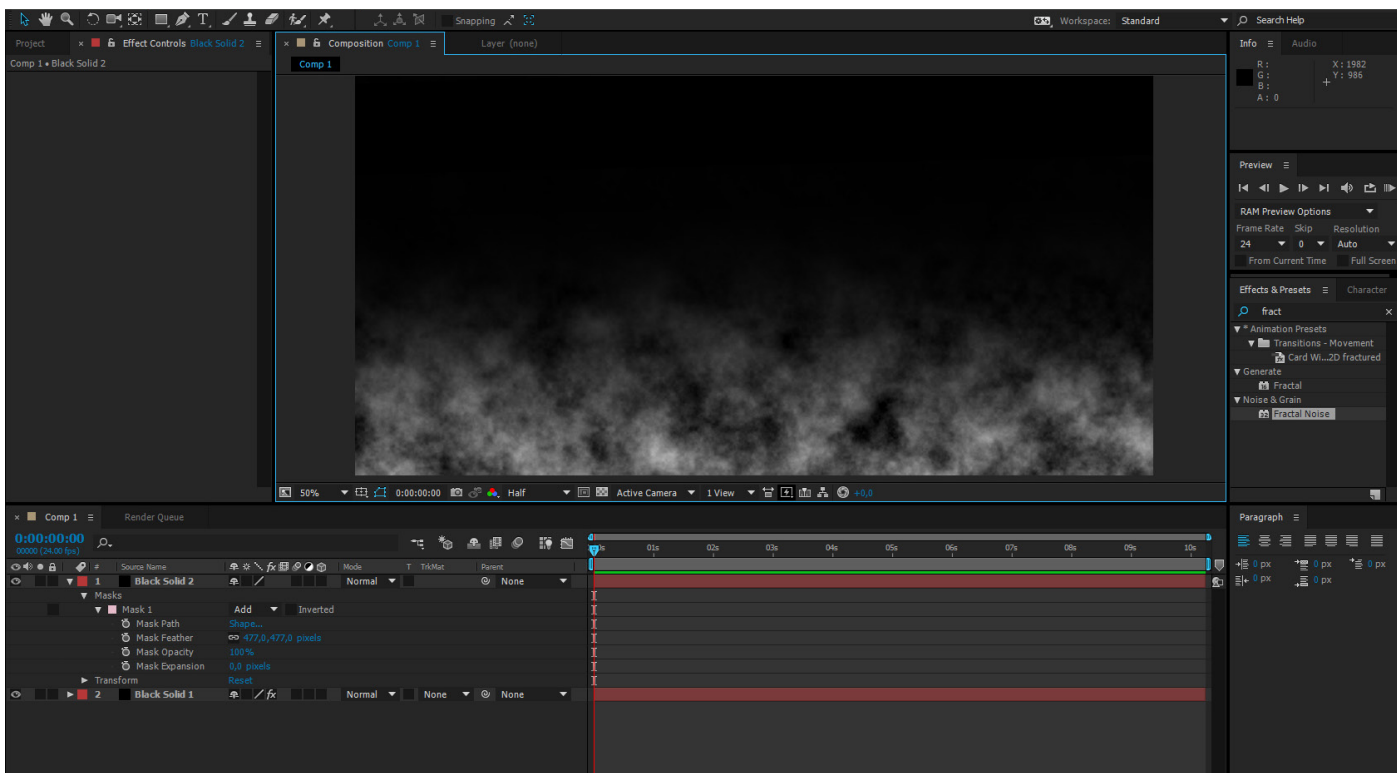 Snapping
Workspace: Standard
Search Help
Project
Effect Controls Black Solid 2
Composition Comp 1
Layer (none)
Info
Audio
Comp 1 • Black Solid 2
Comp 1
R :
G :
B :
A : 0
X : 1982
Y : 986
Preview
RAM Preview Options
Frame Rate Skip Resolution
24 0 Auto
From Current Time Full Screen
Effects & Presets
Character
fract
* Animation Presets
Transitions - Movement
Card Wi...2D fractured
Generate
Fractal
Noise & Grain
Fractal Noise
50% 0:00:00:00 Half Active Camera 1 View +0,0
Comp 1
Render Queue
Paragraph
0:00:00:00
00000 (24.00 fps)
01s 02s 03s 04s 05s 06s 07s 08s 09s 10s
# Source Name Mode T TrkMat Parent
0 px 0 px 0 px
0 px 0 px
1 Black Solid 2 Normal None
Masks
Mask 1 Add Inverted
Mask Path Shape...
Mask Feather 477,0,477,0 pixels
Mask Opacity 100%
Mask Expansion 0,0 pixels
Transform Reset
2 Black Solid 1 fx Normal None None